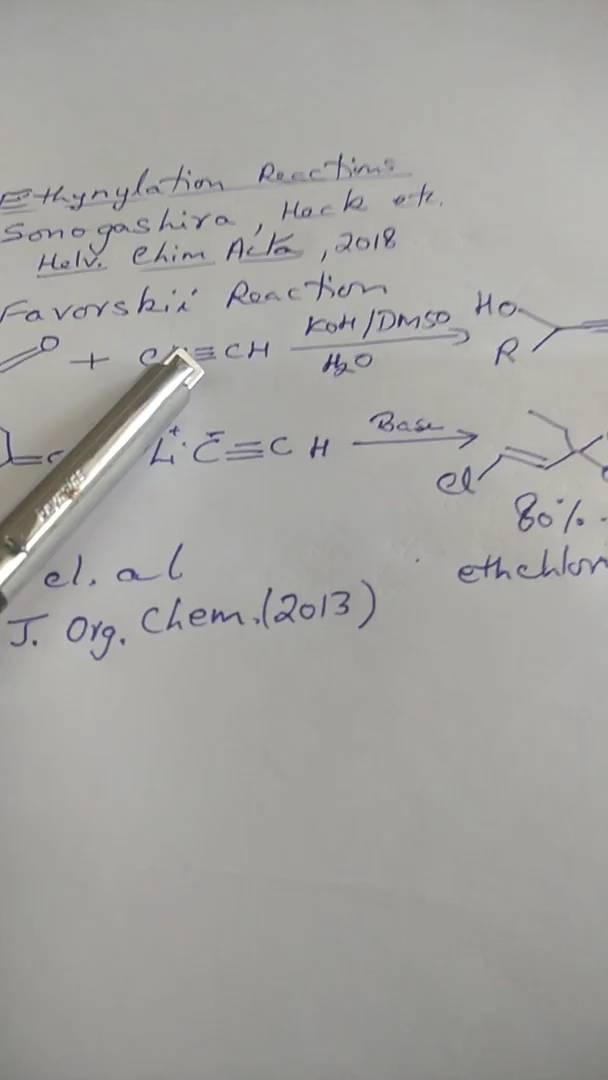 Ethynylation Reactions
Sonogashira, Heck etc.
Helv. Chim Acta, 2018
Favorskii Reaction
O + CH≡CH KOH/DMSO H₂O HO R
Li⁺ C̄≡CH Base Cl
80%
el. al ethchlor
J. Org. Chem. (2013)